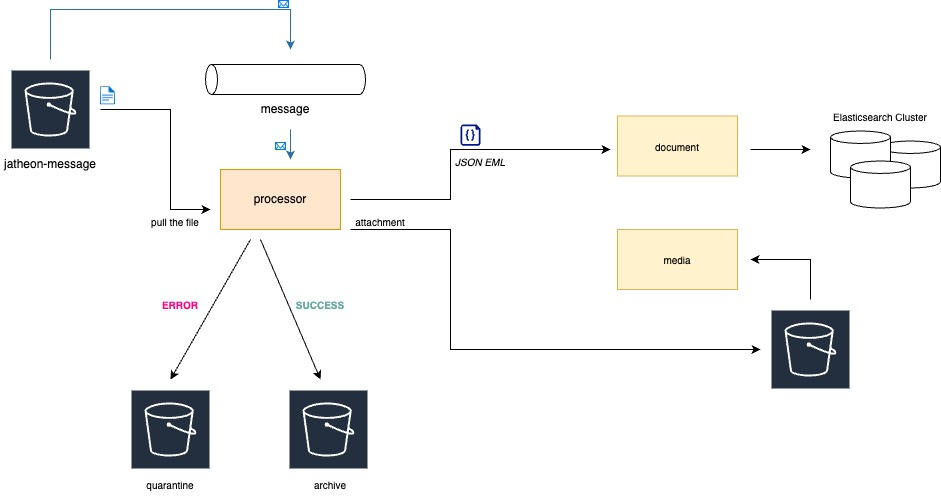 message
Elasticsearch Cluster
{}
JSON EML
document
jatheon-message
processor
pull the file
attachment
media
ERROR
SUCCESS
quarantine
archive